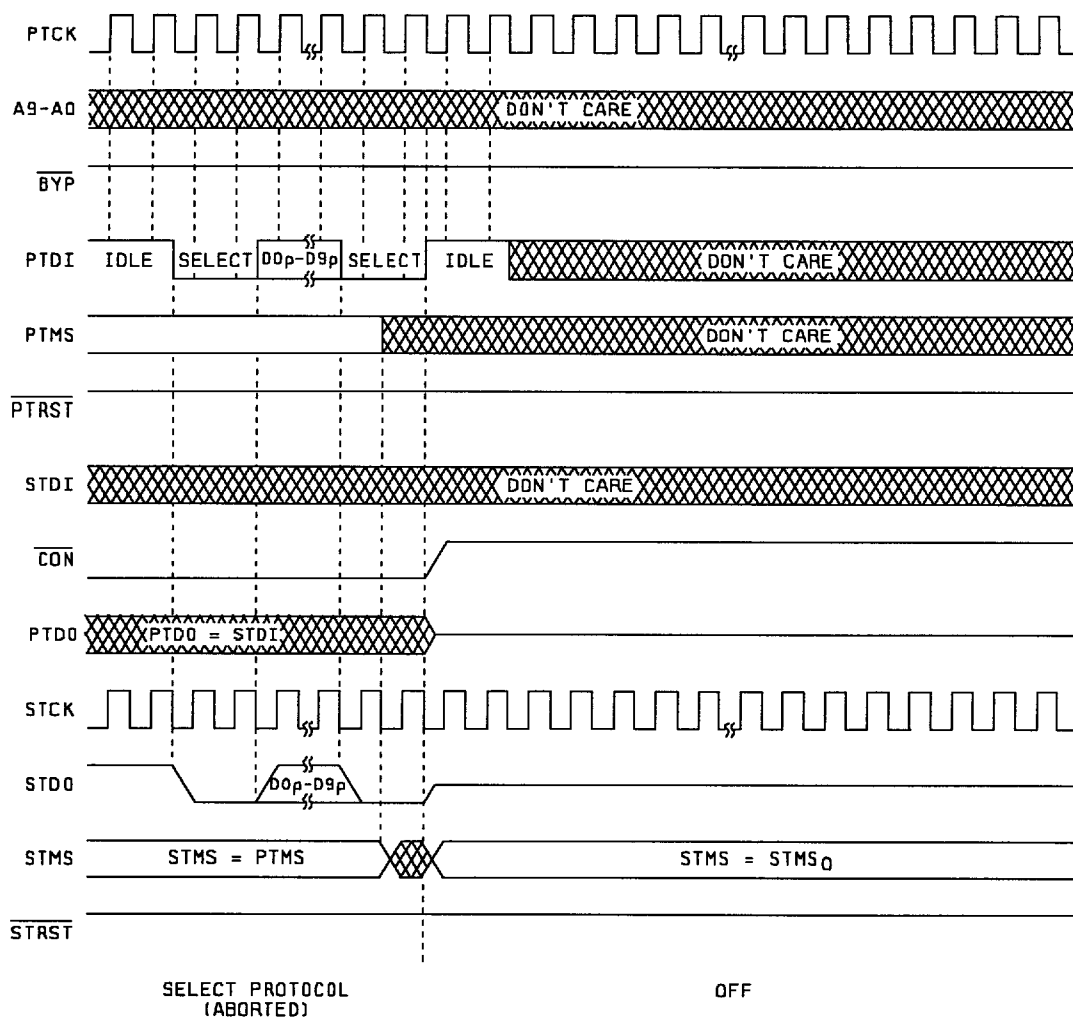 PTCK
A9-A0 DON'T CARE
BYP
PTDI IDLE SELECT D0p-D9p SELECT IDLE DON'T CARE
PTMS DON'T CARE
PTRST
STDI DON'T CARE
CON
PTDO PTDO = STDI
STCK
STDO D0p-D9p
STMS STMS = PTMS STMS = STMS0
STRST
SELECT PROTOCOL OFF
(ABORTED)